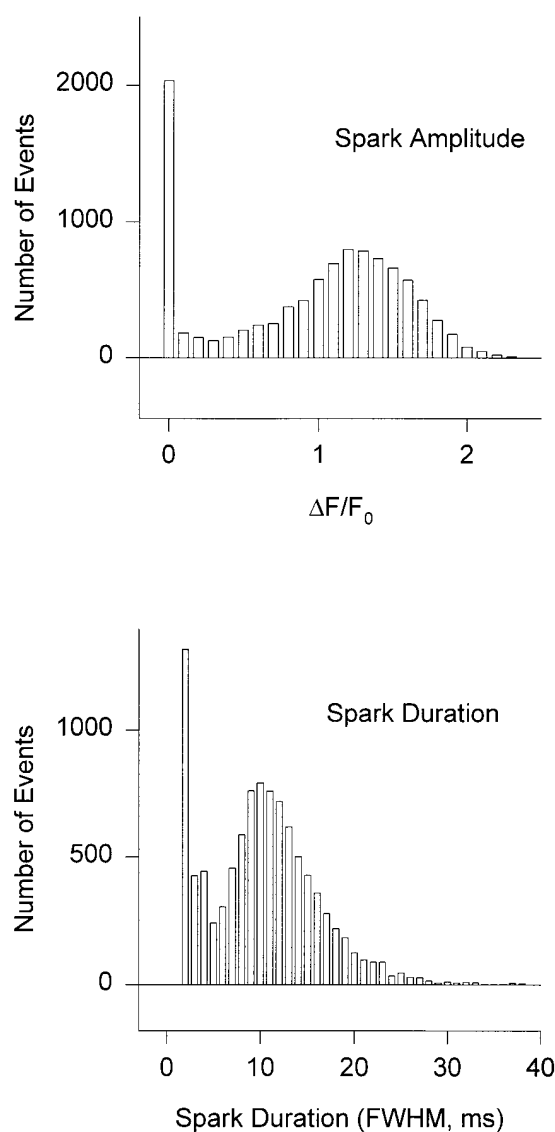 2000
1000
0
Number of Events
Spark Amplitude
0 1 2
ΔF/F0
1000
500
0
Number of Events
Spark Duration
0 10 20 30 40
Spark Duration (FWHM, ms)